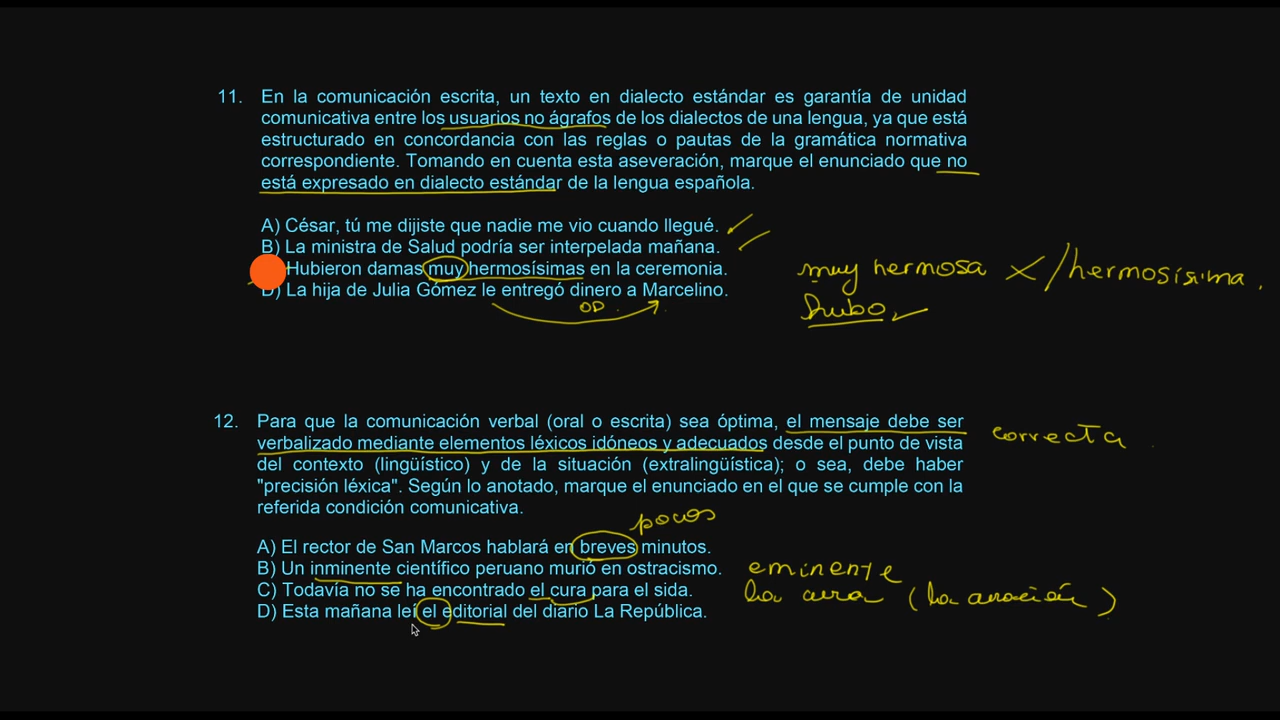 11. En la comunicación escrita, un texto en dialecto estándar es garantía de unidad
comunicativa entre los usuarios no ágrafos de los dialectos de una lengua, ya que está
estructurado en concordancia con las reglas o pautas de la gramática normativa
correspondiente. Tomando en cuenta esta aseveración, marque el enunciado que no
está expresado en dialecto estándar de la lengua española.
A) César, tú me dijiste que nadie me vio cuando llegué.
B) La ministra de Salud podría ser interpelada mañana.
Hubieron damas muy hermosísimas en la ceremonia.
muy hermosa X / hermosísima.
D) La hija de Julia Gómez le entregó dinero a Marcelino.
OD
Hubo
12. Para que la comunicación verbal (oral o escrita) sea óptima, el mensaje debe ser
verbalizado mediante elementos léxicos idóneos y adecuados desde el punto de vista
correcta
del contexto (lingüístico) y de la situación (extralingüística); o sea, debe haber
"precisión léxica". Según lo anotado, marque el enunciado en el que se cumple con la
referida condición comunicativa.
pocos
A) El rector de San Marcos hablará en breves minutos.
B) Un inminente científico peruano murió en ostracismo.
eminente
C) Todavía no se ha encontrado el cura para el sida.
La cura (la curación)
D) Esta mañana leí el editorial del diario La República.